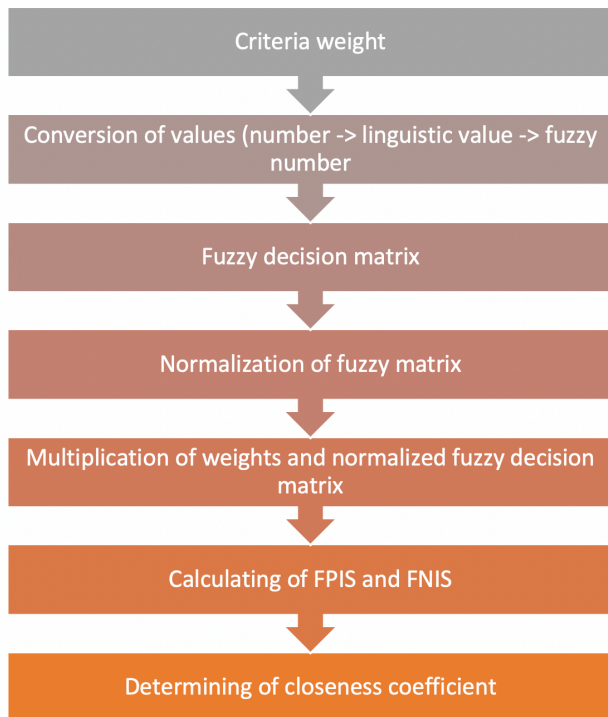 Criteria weight
Conversion of values (number -> linguistic value -> fuzzy
number
Fuzzy decision matrix
Normalization of fuzzy matrix
Multiplication of weights and normalized fuzzy decision
matrix
Calculating of FPIS and FNIS
Determining of closeness coefficient